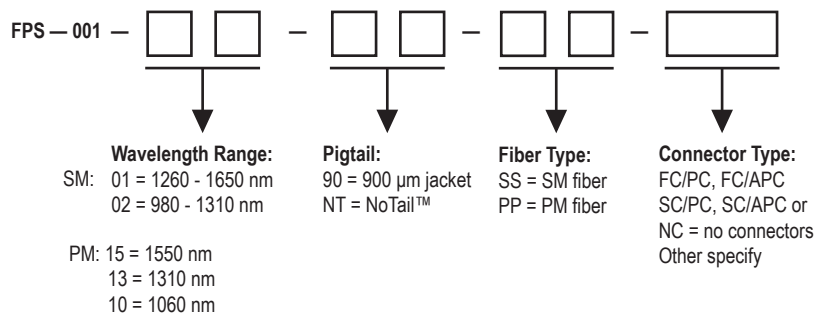 FPS — 001 — — — —
Wavelength Range:
SM: 01 = 1260 - 1650 nm
02 = 980 - 1310 nm
PM: 15 = 1550 nm
13 = 1310 nm
10 = 1060 nm
Pigtail:
90 = 900 µm jacket
NT = NoTail™
Fiber Type:
SS = SM fiber
PP = PM fiber
Connector Type:
FC/PC, FC/APC
SC/PC, SC/APC or
NC = no connectors
Other specify